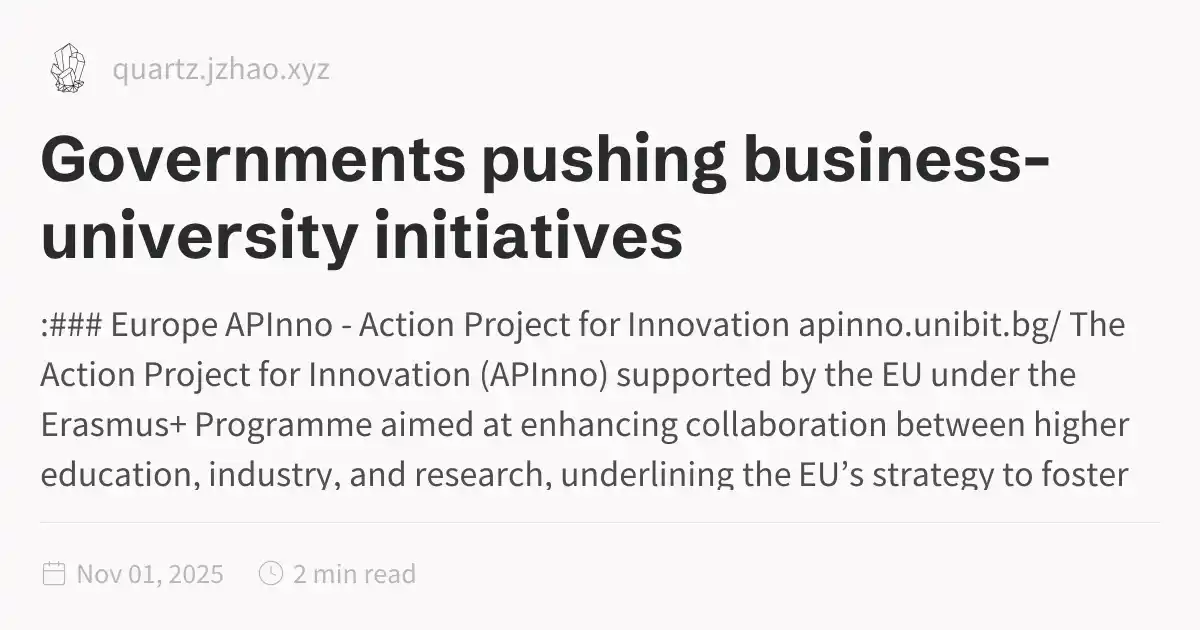 quartz.jzhao.xyz
Governments pushing business-
university initiatives
:### Europe APInno - Action Project for Innovation apinno.unibit.bg/ The
Action Project for Innovation (APInno) supported by the EU under the
Erasmus+ Programme aimed at enhancing collaboration between higher
education, industry, and research, underlining the EU’s strategy to foster
Nov 01, 2025 2 min read